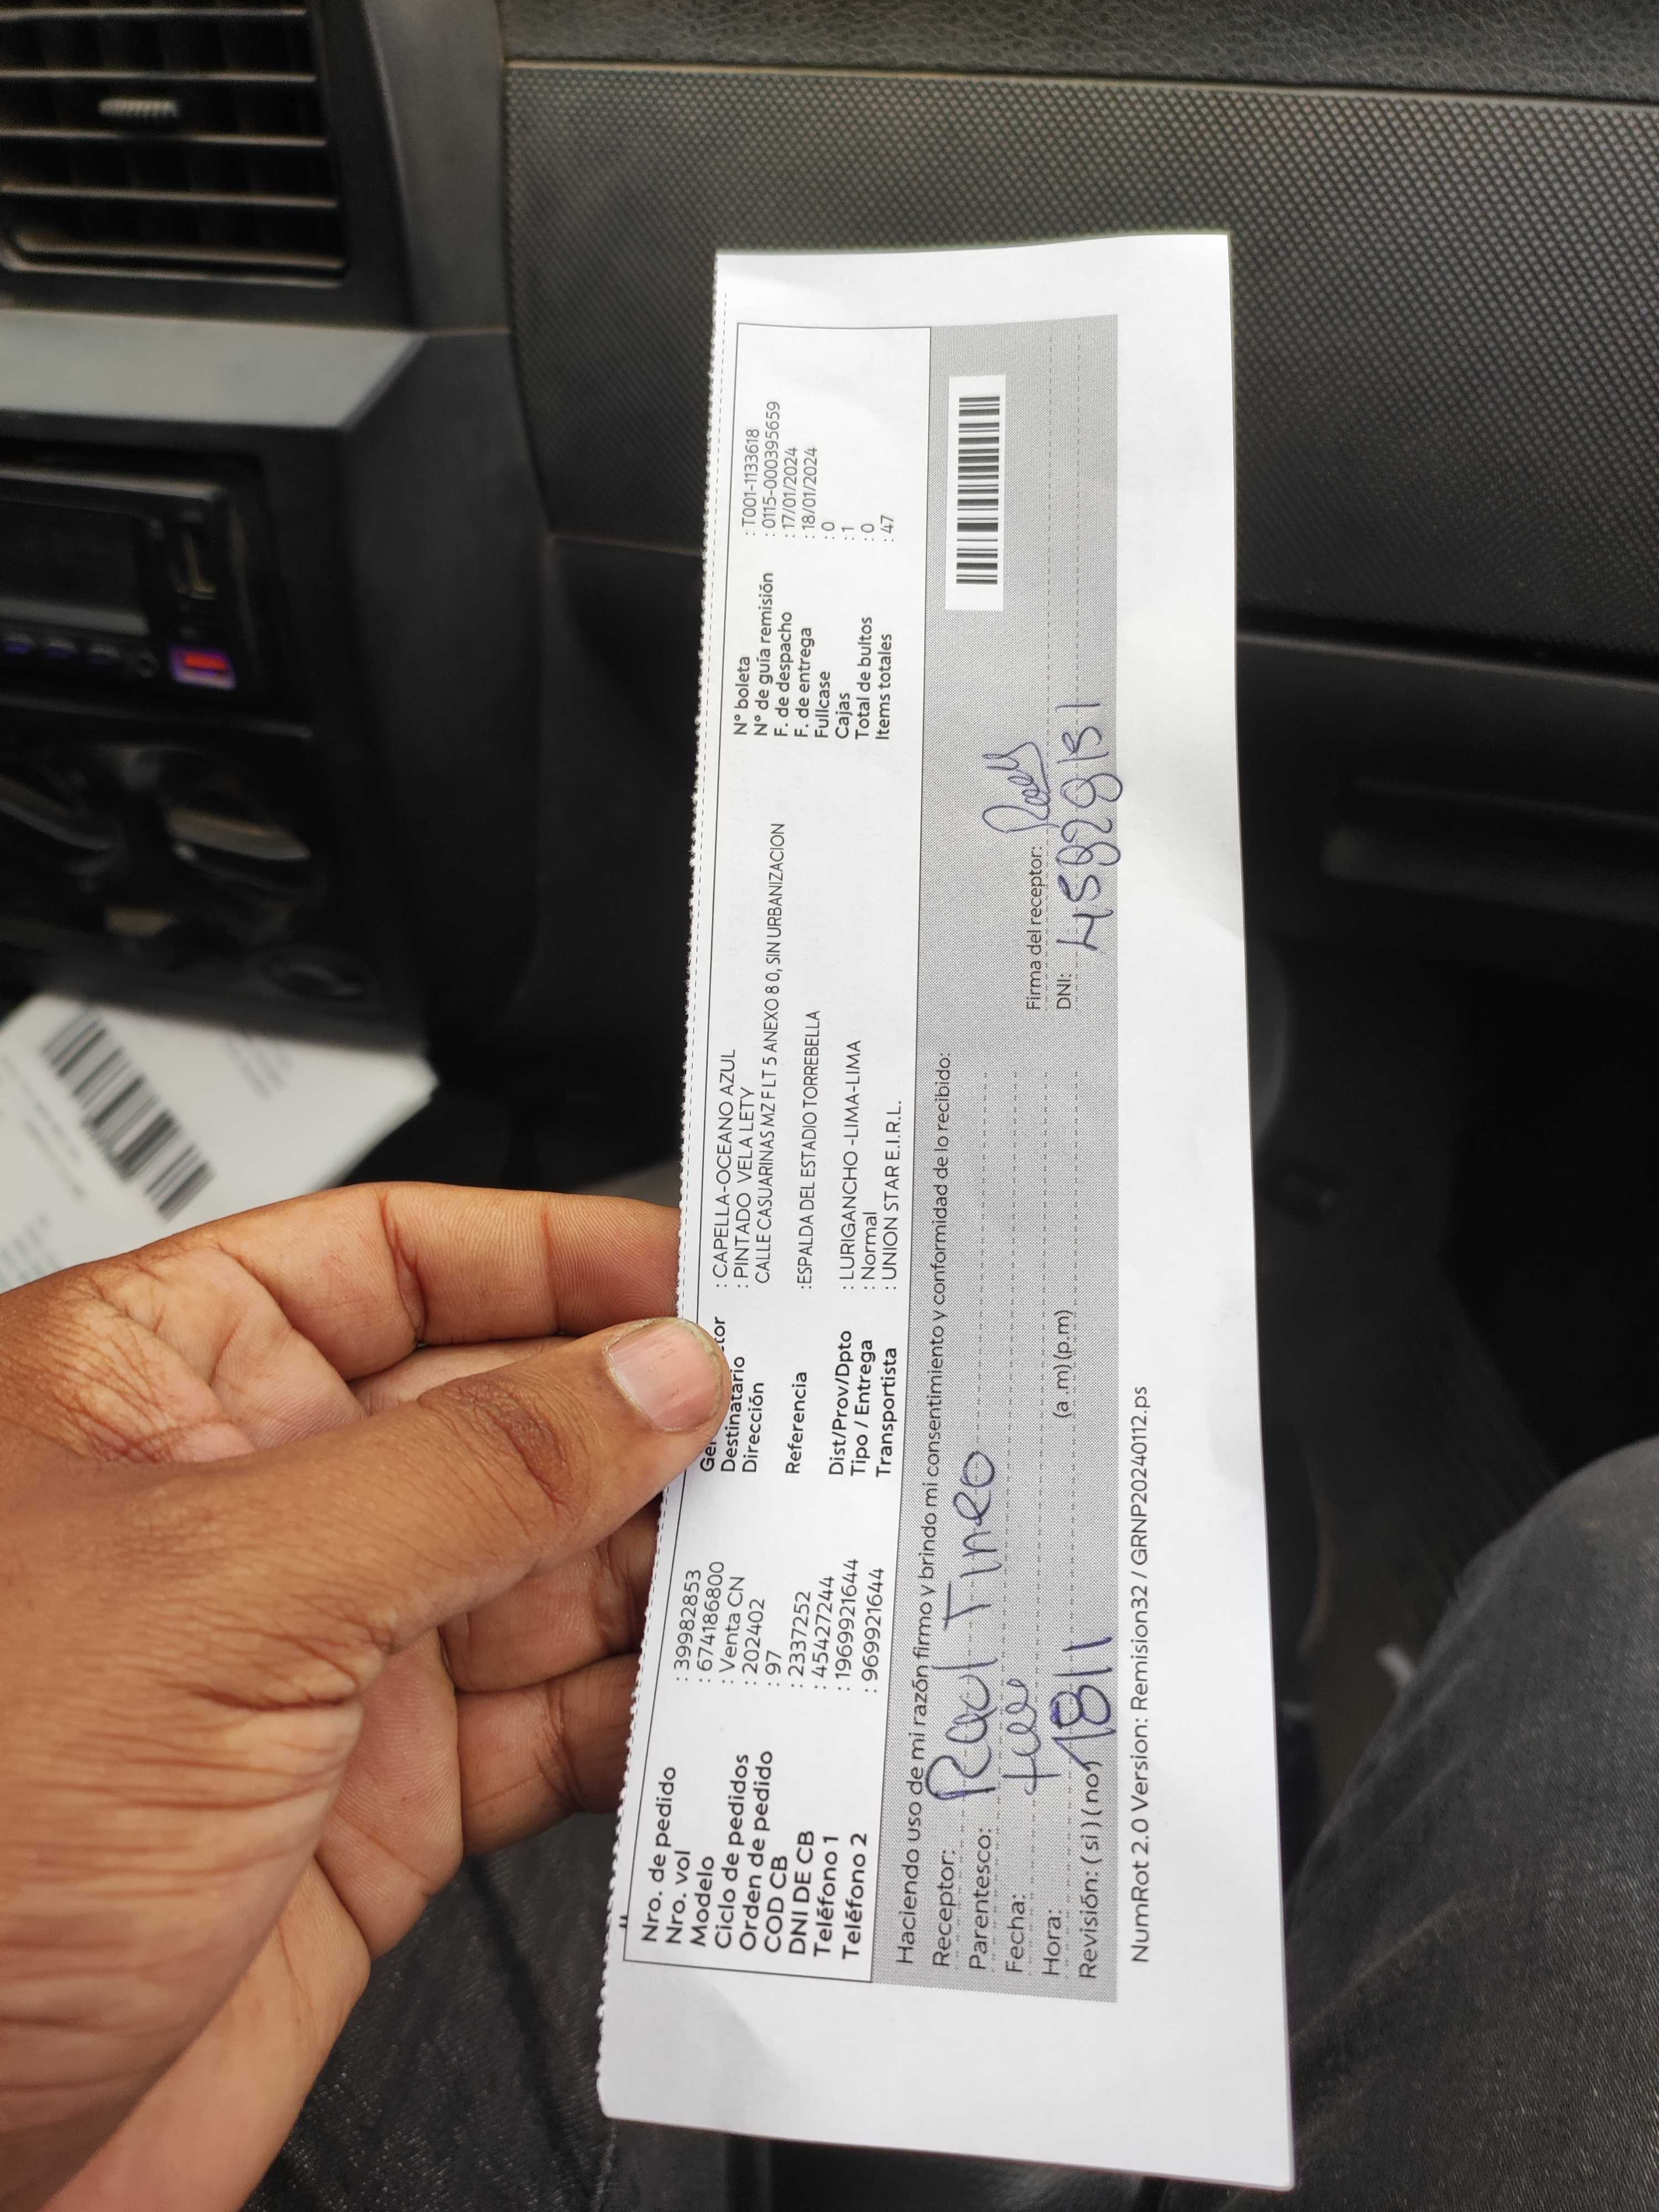 Nro. de pedido : 39982853
Nro. vol : 674186800
Modelo : Venta CN
Ciclo de pedidos : 202402
Orden de pedido : 97
COD CB : 2337252
DNI DE CB : 45427244
Teléfono 1 : 1969921644
Teléfono 2 : 969921644
: CAPELLA-OCEANO AZUL
Destinatario : PINTADO VELA LETY
Dirección CALLE CASUARINAS MZ F LT 5 ANEXO 8 0, SIN URBANIZACION
Referencia :ESPALDA DEL ESTADIO TORREBELLA
Dist/Prov/Dpto : LURIGANCHO -LIMA-LIMA
Tipo / Entrega : Normal
Transportista : UNION STAR E.I.R.L.
N° boleta : T001-1133618
N° de guía remisión : 0115-000395659
F. de despacho : 17/01/2024
F. de entrega : 18/01/2024
Fullcase : 0
Cajas : 1
Total de bultos : 0
Items totales : 47
Haciendo uso de mi razón firmo y brindo mi consentimiento y conformidad de lo recibido:
Receptor: Raul Tineo
Parentesco:
Fecha: 18/1
Hora: (a.m) (p.m)
Revisión: ( si ) ( no )
Firma del receptor:
DNI:
NumRot 2.0 Version: Remision32 / GRNP20240112.ps